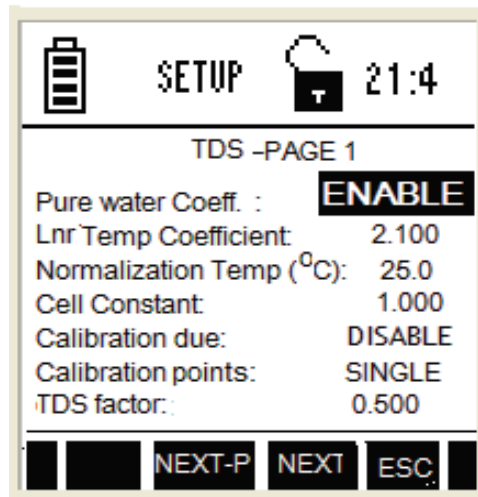 SETUP T 21:4
TDS -PAGE 1
Pure water Coeff. : ENABLE
Lnr Temp Coefficient: 2.100
Normalization Temp (⁰C): 25.0
Cell Constant: 1.000
Calibration due: DISABLE
Calibration points: SINGLE
TDS factor: 0.500
NEXT-P NEXT ESC